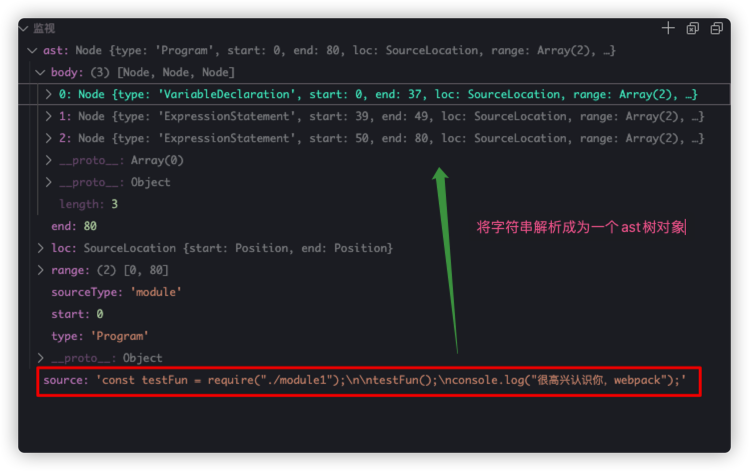 监视
ast: Node {type: 'Program', start: 0, end: 80, loc: SourceLocation, range: Array(2), …}
body: (3) [Node, Node, Node]
0: Node {type: 'VariableDeclaration', start: 0, end: 37, loc: SourceLocation, range: Array(2), …}
1: Node {type: 'ExpressionStatement', start: 39, end: 49, loc: SourceLocation, range: Array(2), …}
2: Node {type: 'ExpressionStatement', start: 50, end: 80, loc: SourceLocation, range: Array(2), …}
__proto__: Array(0)
__proto__: Object
length: 3
end: 80
将字符串解析成为一个ast树对象
loc: SourceLocation {start: Position, end: Position}
range: (2) [0, 80]
sourceType: 'module'
start: 0
type: 'Program'
__proto__: Object
source: 'const testFun = require("./module1");\n\ntestFun();\nconsole.log("很高兴认识你，webpack");'